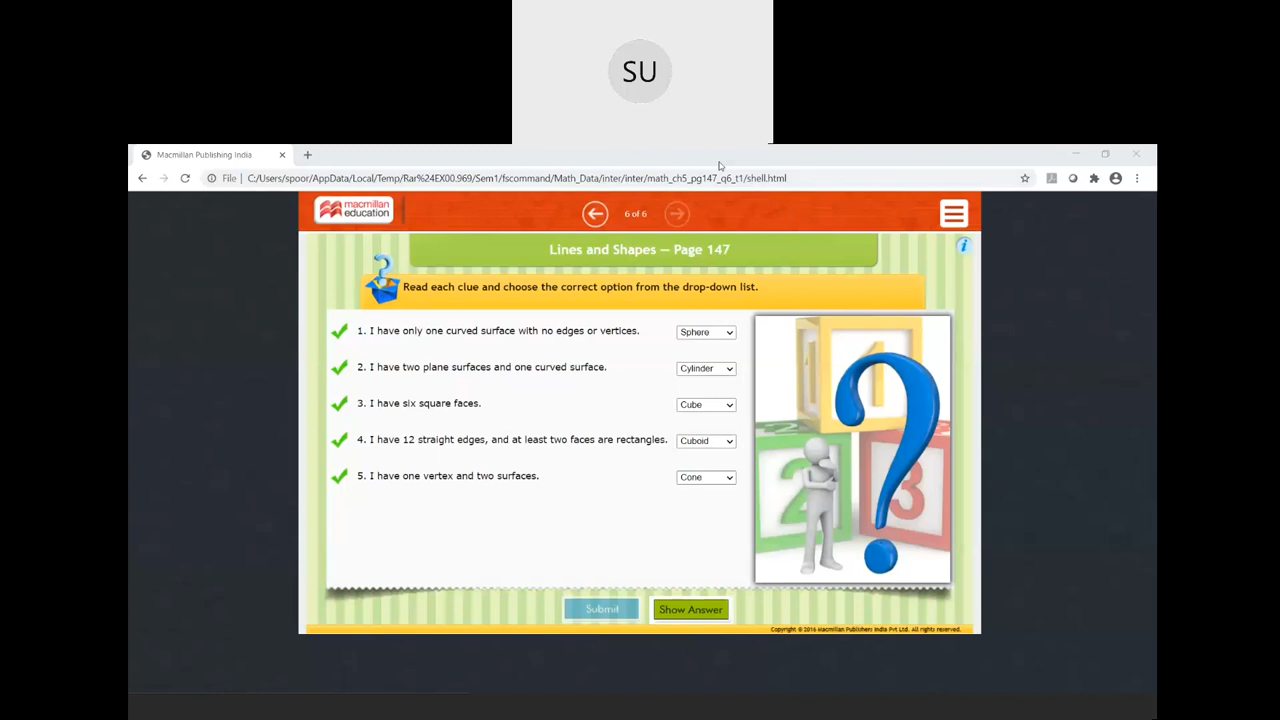 SU
Macmillan Publishing India
File | C:/Users/spoor/AppData/Local/Temp/Rar%24EX00.969/Sem1/fscommand/Math_Data/inter/inter/math_ch5_pg147_q6_t1/shell.html
macmillan
education
6 of 6
Lines and Shapes – Page 147
i
Read each clue and choose the correct option from the drop-down list.
1. I have only one curved surface with no edges or vertices. Sphere
2. I have two plane surfaces and one curved surface. Cylinder
3. I have six square faces. Cube
4. I have 12 straight edges, and at least two faces are rectangles. Cuboid
5. I have one vertex and two surfaces. Cone
1
2
3
?
Submit
Show Answer
Copyright © 2016 Macmillan Publishers India Pvt Ltd. All rights reserved.